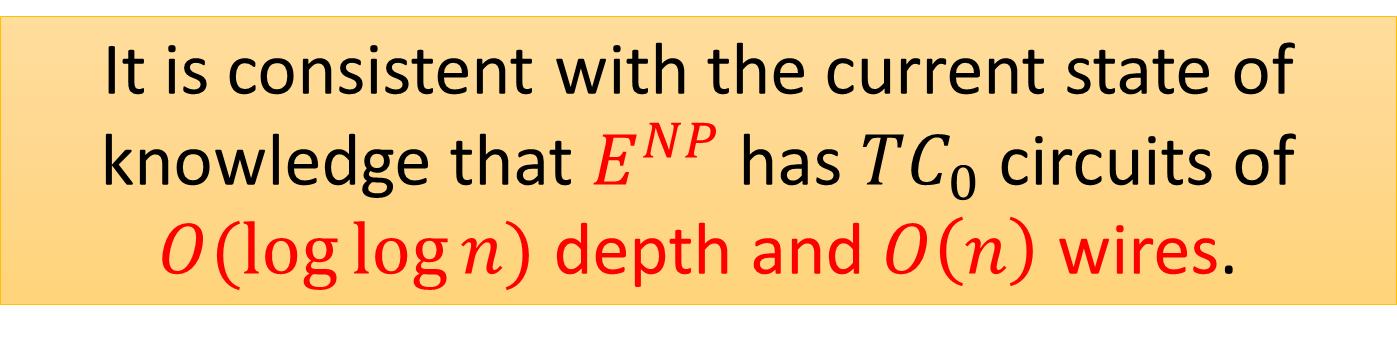 It is consistent with the current state of
knowledge that $E^{NP}$ has $TC_0$ circuits of
$O(\log \log n)$ depth and $O(n)$ wires.